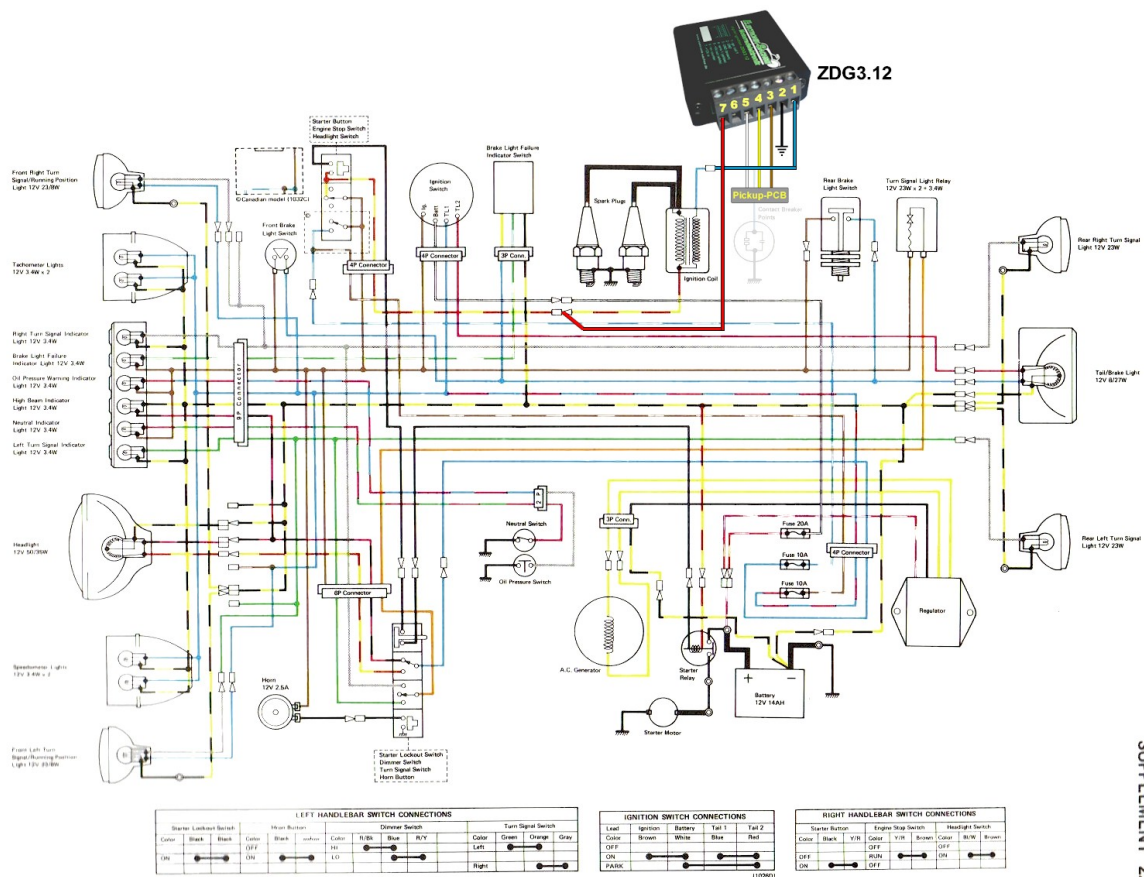 ZDG3.12
7 6 5 4 3 2 1
Pickup-PCB
Contact Breaker
Points
Starter Button
Engine Stop Switch
Headlight Switch
©Canadian model (1032C)
Front Right Turn
Signal/Running Position
Light 12V 23/8W
Tachometer Lights
12V 3.4W x 2
Right Turn Signal Indicator
Light 12V 3.4W
Brake Light Failure
Indicator Light 12V 3.4W
Oil Pressure Warning Indicator
Light 12V 3.4W
High Beam Indicator
Light 12V 3.4W
Neutral Indicator
Light 12V 3.4W
Left Turn Signal Indicator
Light 12V 3.4W
Headlight
12V 50/35W
Speedometer Lights
12V 3.4W x 2
Front Left Turn
Signal/Running Position
Light 12V 23/8W
Front Brake
Light Switch
Ignition
Switch
Ig.
Batt
TL1
TL2
Brake Light Failure
Indicator Switch
4P Connector
4P Connector
3P Conn.
Spark Plugs
Ignition Coil
Rear Brake
Light Switch
Turn Signal Light Relay
12V 23W x 2 + 3.4W
Rear Right Turn Signal
Light 12V 23W
Tail/Brake Light
12V 8/27W
Rear Left Turn Signal
Light 12V 23W
9P Connector
2P
Neutral Switch
Oil Pressure Switch
6P Connector
3P Conn.
Fuse 20A
Fuse 10A
Fuse 10A
4P Connector
Regulator
A.C. Generator
Starter
Relay
Battery
12V 14AH
Starter Motor
Horn
12V 2.5A
Starter Lockout Switch
Dimmer Switch
Turn Signal Switch
Horn Button
LEFT HANDLEBAR SWITCH CONNECTIONS
Starter Lockout Switch Horn Button Dimmer Switch Turn Signal Switch
Color Black Black Color Black Color R/Bk Blue R/Y Color Green Orange Gray
OFF HI Left
ON ON LO
Right
IGNITION SWITCH CONNECTIONS
Lead Ignition Battery Tail 1 Tail 2
Color Brown White Blue Red
OFF
ON
PARK
(1026D)
RIGHT HANDLEBAR SWITCH CONNECTIONS
Starter Button Engine Stop Switch Headlight Switch
Color Black Y/R Color Y/R Brown Color Bl/W Brown
OFF OFF
OFF RUN ON
ON OFF
SUPPLEMENT